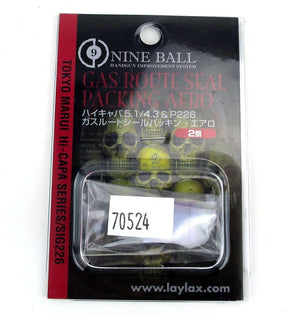 9
NINE BALL
HANDGUN IMPROVEMENT SYSTEM
GAS ROUTE SEAL
PACKING AERO
ハイキャパ5.1/4.3 & P226
ガスルートシールパッキン・エアロ
2個
TOKYO MARUI Hi-CAPA SERIES/SIG226
70524
www.laylax.com